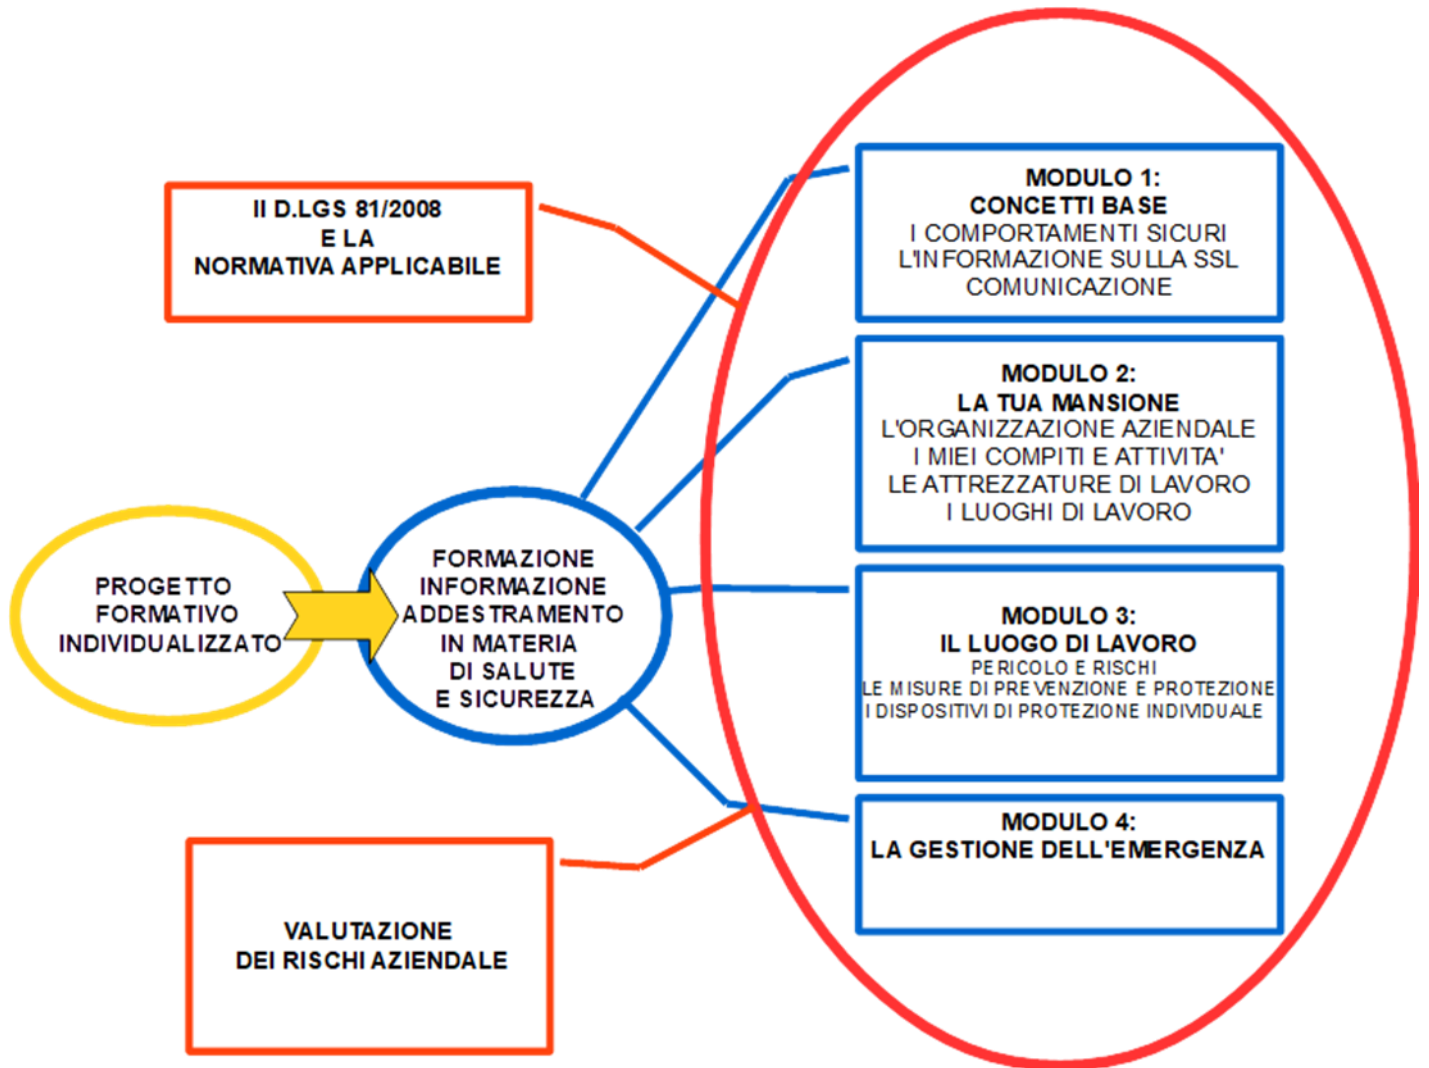 II D.LGS 81/2008
E LA
NORMATIVA APPLICABILE
PROGETTO
FORMATIVO
INDIVIDUALIZZATO
FORMAZIONE
INFORMAZIONE
ADDESTRAMENTO
IN MATERIA
DI SALUTE
E SICUREZZA
VALUTAZIONE
DEI RISCHI AZIENDALE
MODULO 1:
CONCETTI BASE
I COMPORTAMENTI SICURI
L'INFORMAZIONE SULLA SSL
COMUNICAZIONE
MODULO 2:
LA TUA MANSIONE
L'ORGANIZZAZIONE AZIENDALE
I MIEI COMPITI E ATTIVITA'
LE ATTREZZATURE DI LAVORO
I LUOGHI DI LAVORO
MODULO 3:
IL LUOGO DI LAVORO
PERICOLO E RISCHI
LE MISURE DI PREVENZIONE E PROTEZIONE
I DISPOSITIVI DI PROTEZIONE INDIVIDUALE
MODULO 4:
LA GESTIONE DELL'EMERGENZA